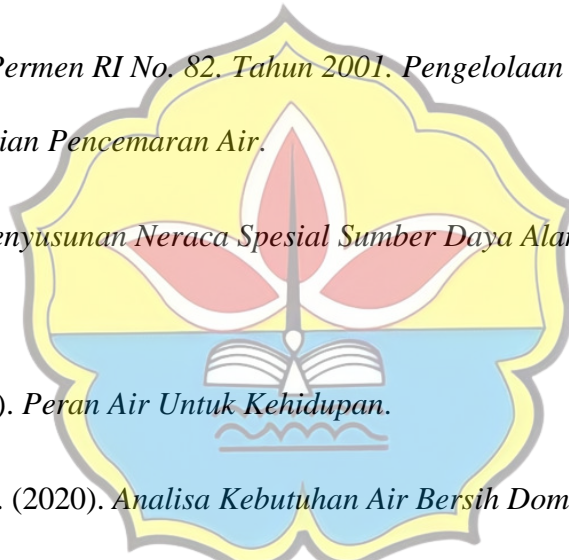 Permen RI No. 82. Tahun 2001. Pengelolaan
ian Pencemaran Air.
enyusunan Neraca Spesial Sumber Daya Alam
). Peran Air Untuk Kehidupan.
. (2020). Analisa Kebutuhan Air Bersih Dom